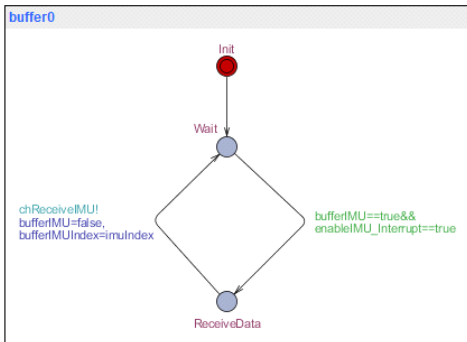 buffer0
Init
Wait
chReceiveIMU!
bufferIMU=false,
bufferIMUIndex=imuIndex
bufferIMU==true&&
enableIMU_Interrupt==true
ReceiveData